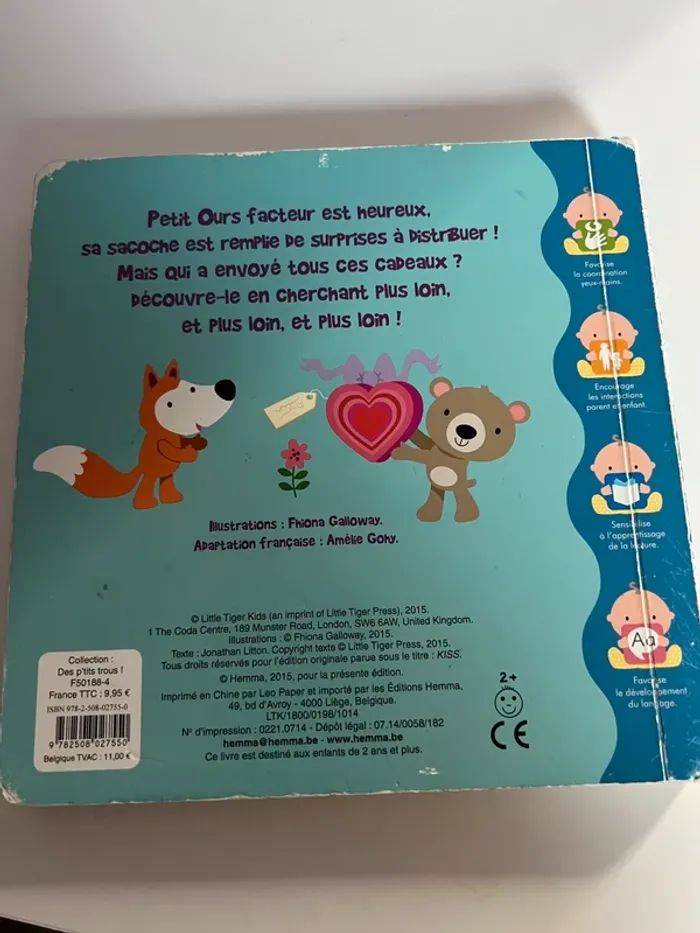 Petit Ours facteur est heureux,
sa sacoche est remplie de surprises à distribuer !
Mais qui a envoyé tous ces cadeaux ?
Découvre-le en cherchant plus loin,
et plus loin, et plus loin !
Illustrations : Fhiona Galloway.
Adaptation française : Amélie Gohy.
© Little Tiger Kids (an imprint of Little Tiger Press), 2015.
1 The Coda Centre, 189 Munster Road, London, SW6 6AW, United Kingdom.
Illustrations : © Fhiona Galloway, 2015.
Texte : Jonathan Litton. Copyright texte © Little Tiger Press, 2015.
Tous droits réservés pour l'édition originale parue sous le titre : KISS.
© Hemma, 2015, pour la présente édition.
Imprimé en Chine par Leo Paper et importé par les Éditions Hemma,
49, bd d'Avroy - 4000 Liège, Belgique.
LTK/1800/0198/1014
N° d'impression : 0221.0714 - Dépôt légal : 07.14/0058/182
hemma@hemma.be - www.hemma.be
Ce livre est destiné aux enfants de 2 ans et plus.
2+
CE
Collection :
Des p'tits trous !
F50188-4
France TTC : 9,95 €
ISBN 978-2-508-02755-0
9782508027550
Belgique TVAC : 11,00 €
Favorise
la coordination
yeux-mains.
Encourage
les interactions
parent et enfant.
Sensibilise
à l'apprentissage
de la lecture.
Aa
Favorise
le développement
du langage.